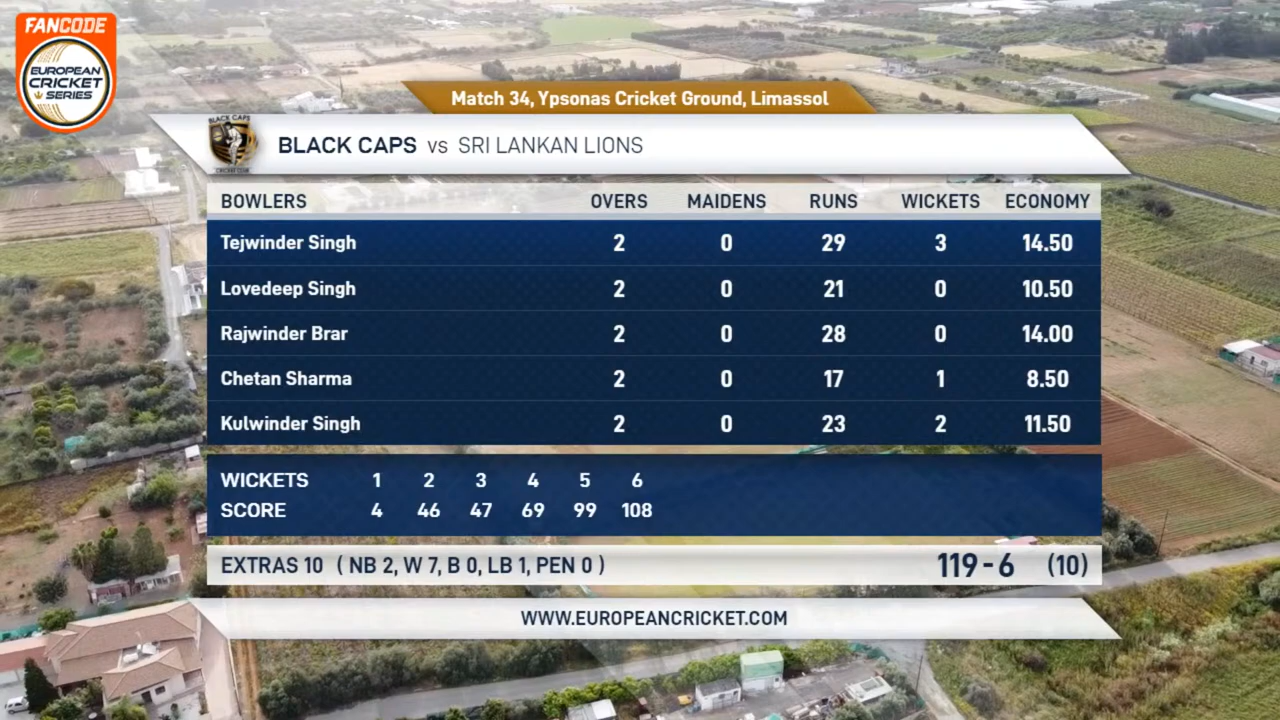 FANCODE
EUROPEAN
CRICKET
SERIES
Match 34, Ypsonas Cricket Ground, Limassol
BLACK CAPS
BLACK CAPS vs SRI LANKAN LIONS
BOWLERS OVERS MAIDENS RUNS WICKETS ECONOMY
Tejwinder Singh 2 0 29 3 14.50
Lovedeep Singh 2 0 21 0 10.50
Rajwinder Brar 2 0 28 0 14.00
Chetan Sharma 2 0 17 1 8.50
Kulwinder Singh 2 0 23 2 11.50
WICKETS 1 2 3 4 5 6
SCORE 4 46 47 69 99 108
EXTRAS 10 ( NB 2, W 7, B 0, LB 1, PEN 0 ) 119-6 (10)
WWW.EUROPEANCRICKET.COM